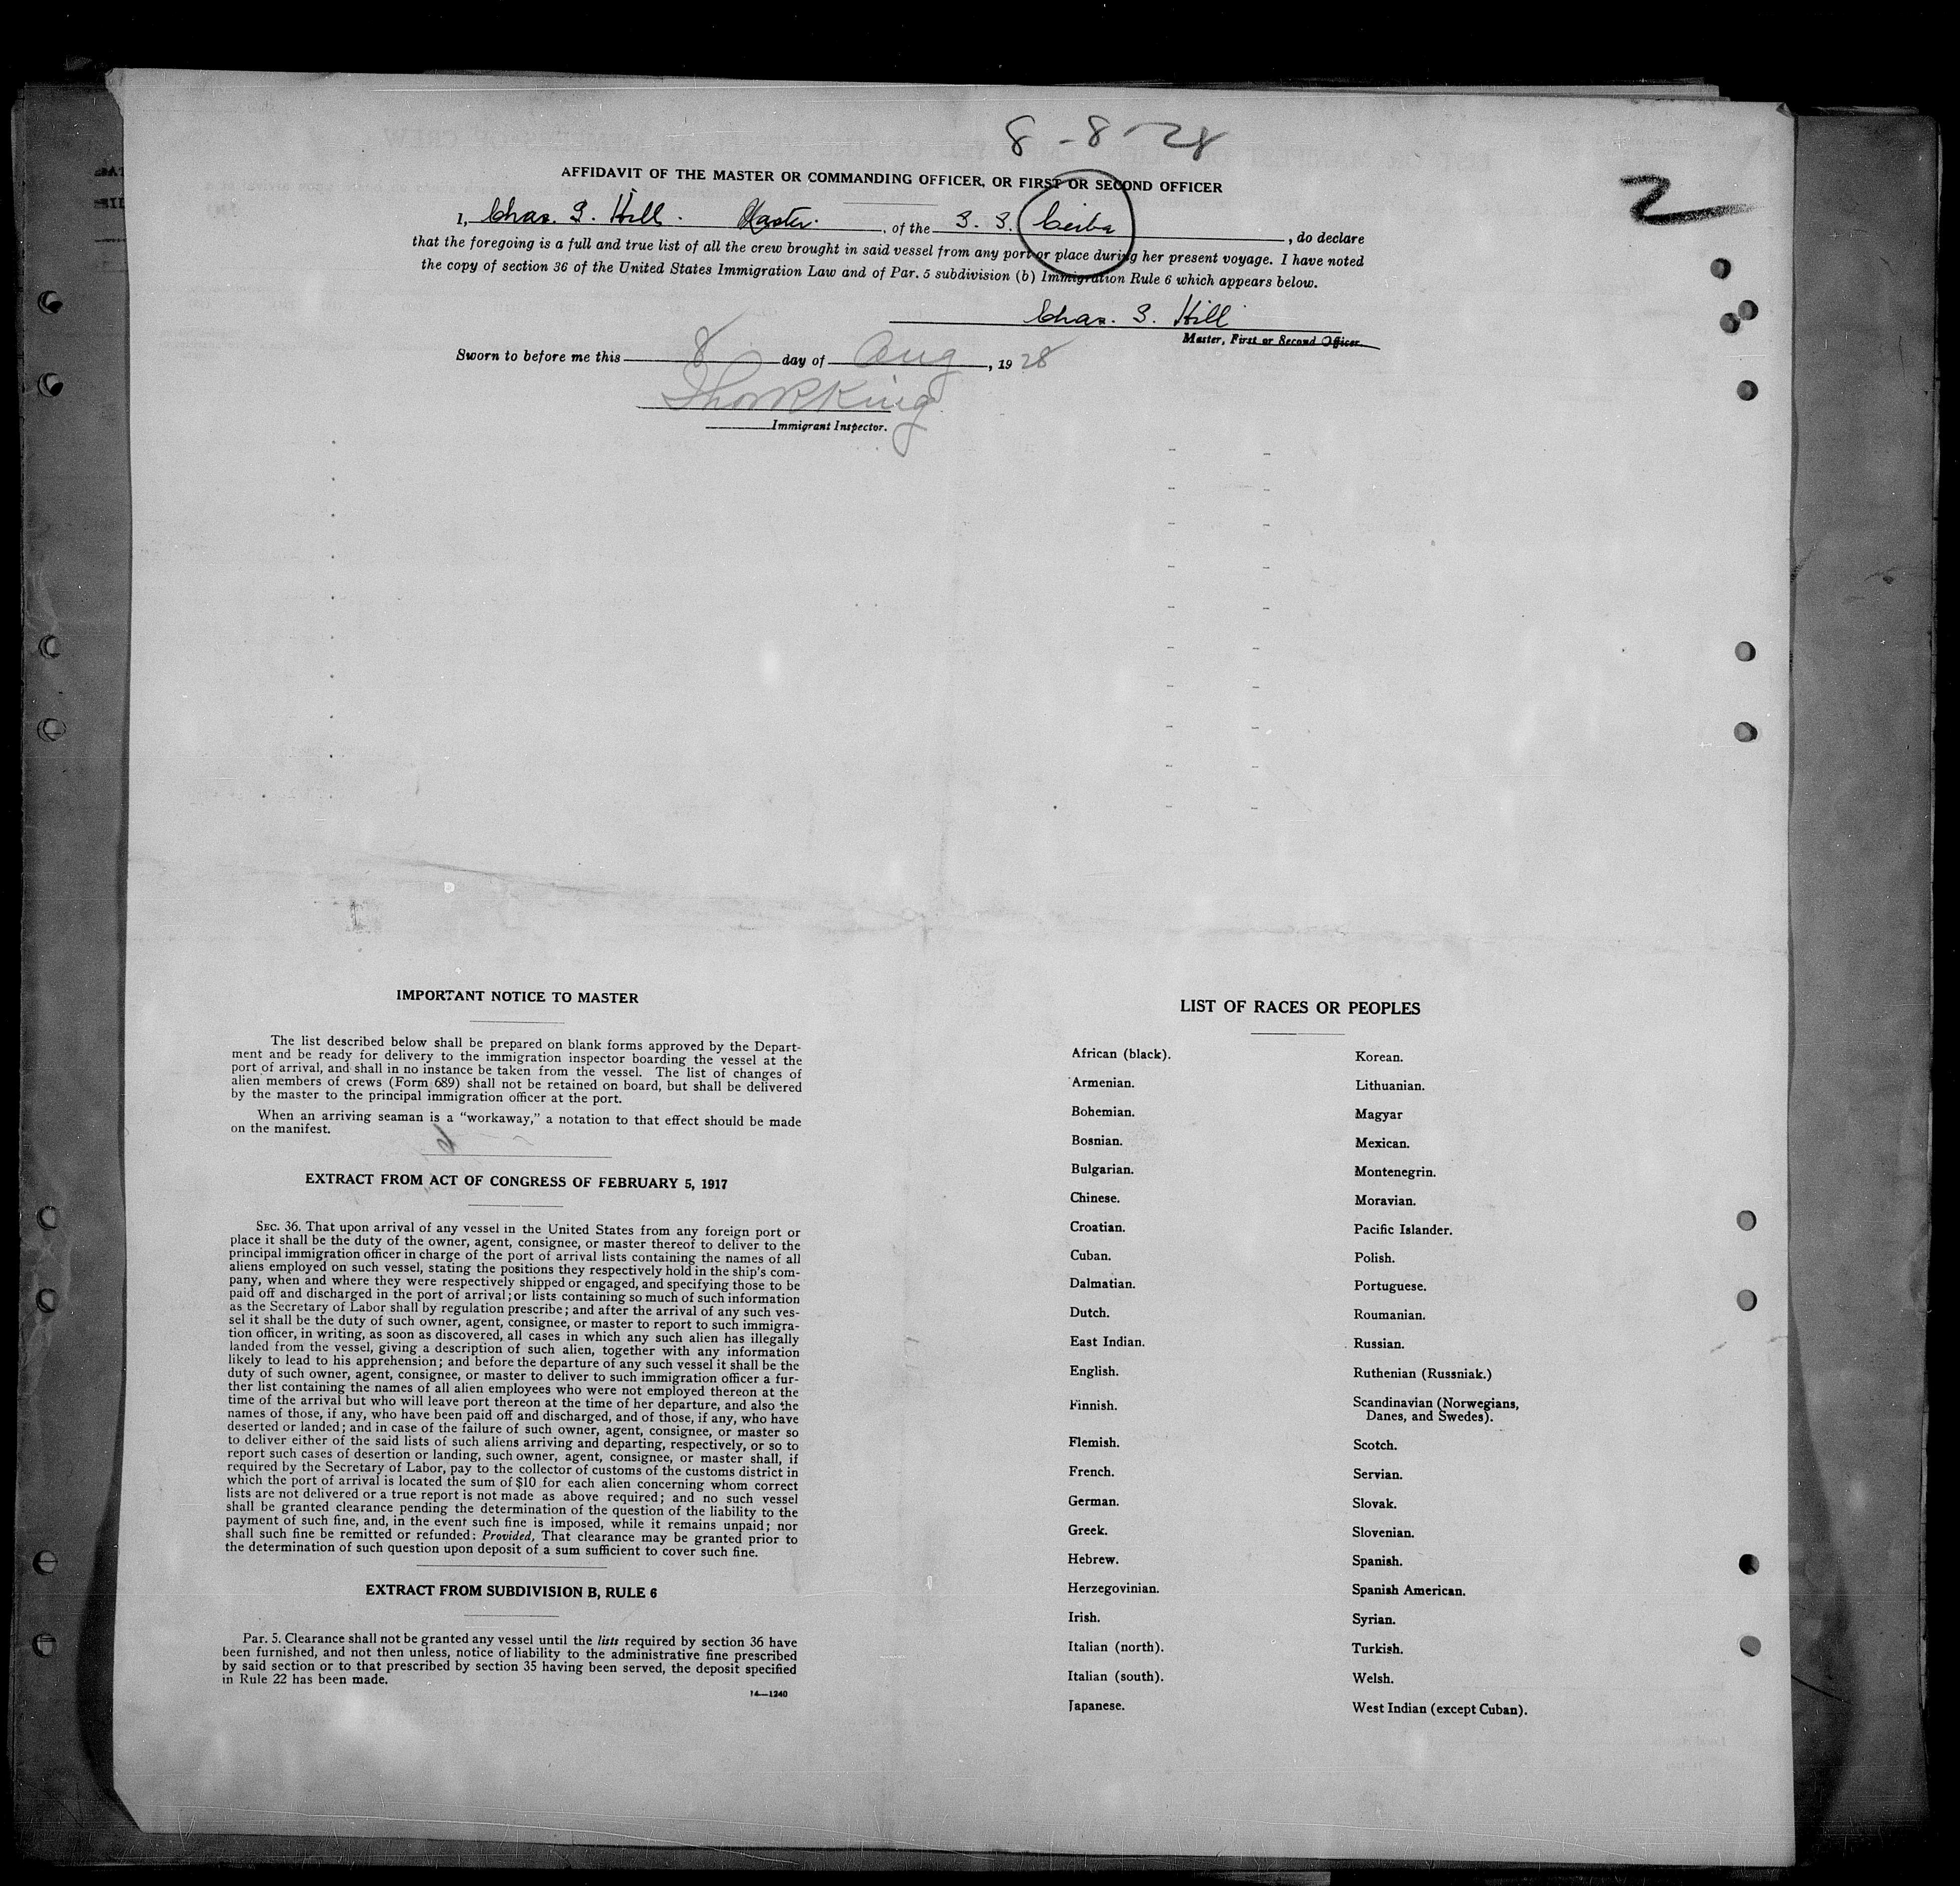 8-8-28
2
AFFIDAVIT OF THE MASTER OR COMMANDING OFFICER, OR FIRST OR SECOND OFFICER
I, Chas. S. Hill. Master. , of the S. S. Ceiba , do declare
that the foregoing is a full and true list of all the crew brought in said vessel from any port or place during her present voyage. I have noted
the copy of section 36 of the United States Immigration Law and of Par. 5 subdivision (b) Immigration Rule 6 which appears below.
Chas. S. Hill
Master, First or Second Officer.
Sworn to before me this 8 day of Aug , 1928
King
Immigrant Inspector.
IMPORTANT NOTICE TO MASTER
The list described below shall be prepared on blank forms approved by the Depart-
ment and be ready for delivery to the immigration inspector boarding the vessel at the
port of arrival, and shall in no instance be taken from the vessel. The list of changes of
alien members of crews (Form 689) shall not be retained on board, but shall be delivered
by the master to the principal immigration officer at the port.
When an arriving seaman is a "workaway," a notation to that effect should be made
on the manifest.
EXTRACT FROM ACT OF CONGRESS OF FEBRUARY 5, 1917
SEC. 36. That upon arrival of any vessel in the United States from any foreign port or
place it shall be the duty of the owner, agent, consignee, or master thereof to deliver to the
principal immigration officer in charge of the port of arrival lists containing the names of all
aliens employed on such vessel, stating the positions they respectively hold in the ship's com-
pany, when and where they were respectively shipped or engaged, and specifying those to be
paid off and discharged in the port of arrival; or lists containing so much of such information
as the Secretary of Labor shall by regulation prescribe; and after the arrival of any such ves-
sel it shall be the duty of such owner, agent, consignee, or master to report to such immigra-
tion officer, in writing, as soon as discovered, all cases in which any such alien has illegally
landed from the vessel, giving a description of such alien, together with any information
likely to lead to his apprehension; and before the departure of any such vessel it shall be the
duty of such owner, agent, consignee, or master to deliver to such immigration officer a fur-
ther list containing the names of all alien employees who were not employed thereon at the
time of the arrival but who will leave port thereon at the time of her departure, and also the
names of those, if any, who have been paid off and discharged, and of those, if any, who have
deserted or landed; and in case of the failure of such owner, agent, consignee, or master so
to deliver either of the said lists of such aliens arriving and departing, respectively, or so to
report such cases of desertion or landing, such owner, agent, consignee, or master shall, if
required by the Secretary of Labor, pay to the collector of customs of the customs district in
which the port of arrival is located the sum of $10 for each alien concerning whom correct
lists are not delivered or a true report is not made as above required; and no such vessel
shall be granted clearance pending the determination of the question of the liability to the
payment of such fine, and, in the event such fine is imposed, while it remains unpaid; nor
shall such fine be remitted or refunded: Provided, That clearance may be granted prior to
the determination of such question upon deposit of a sum sufficient to cover such fine.
EXTRACT FROM SUBDIVISION B, RULE 6
Par. 5. Clearance shall not be granted any vessel until the lists required by section 36 have
been furnished, and not then unless, notice of liability to the administrative fine prescribed
by said section or to that prescribed by section 35 having been served, the deposit specified
in Rule 22 has been made.
14—1240
LIST OF RACES OR PEOPLES
African (black).
Armenian.
Bohemian.
Bosnian.
Bulgarian.
Chinese.
Croatian.
Cuban.
Dalmatian.
Dutch.
East Indian.
English.
Finnish.
Flemish.
French.
German.
Greek.
Hebrew.
Herzegovinian.
Irish.
Italian (north).
Italian (south).
Japanese.
Korean.
Lithuanian.
Magyar
Mexican.
Montenegrin.
Moravian.
Pacific Islander.
Polish.
Portuguese.
Roumanian.
Russian.
Ruthenian (Russniak.)
Scandinavian (Norwegians,
Danes, and Swedes).
Scotch.
Servian.
Slovak.
Slovenian.
Spanish.
Spanish American.
Syrian.
Turkish.
Welsh.
West Indian (except Cuban).